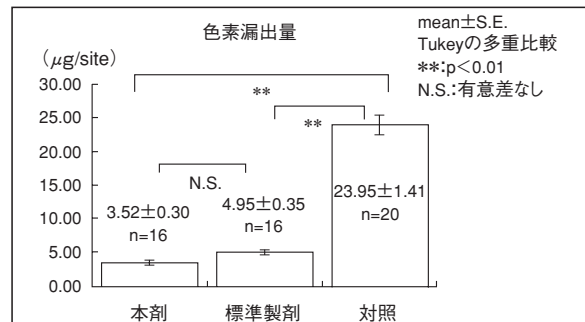 色素漏出量
mean±S.E.
Tukeyの多重比較
**:p<0.01
N.S.:有意差なし
(μg/site)
30.00
25.00
20.00
15.00
10.00
5.00
0.00
**
**
N.S.
3.52±0.30
n=16
4.95±0.35
n=16
23.95±1.41
n=20
本剤 標準製剤 対照